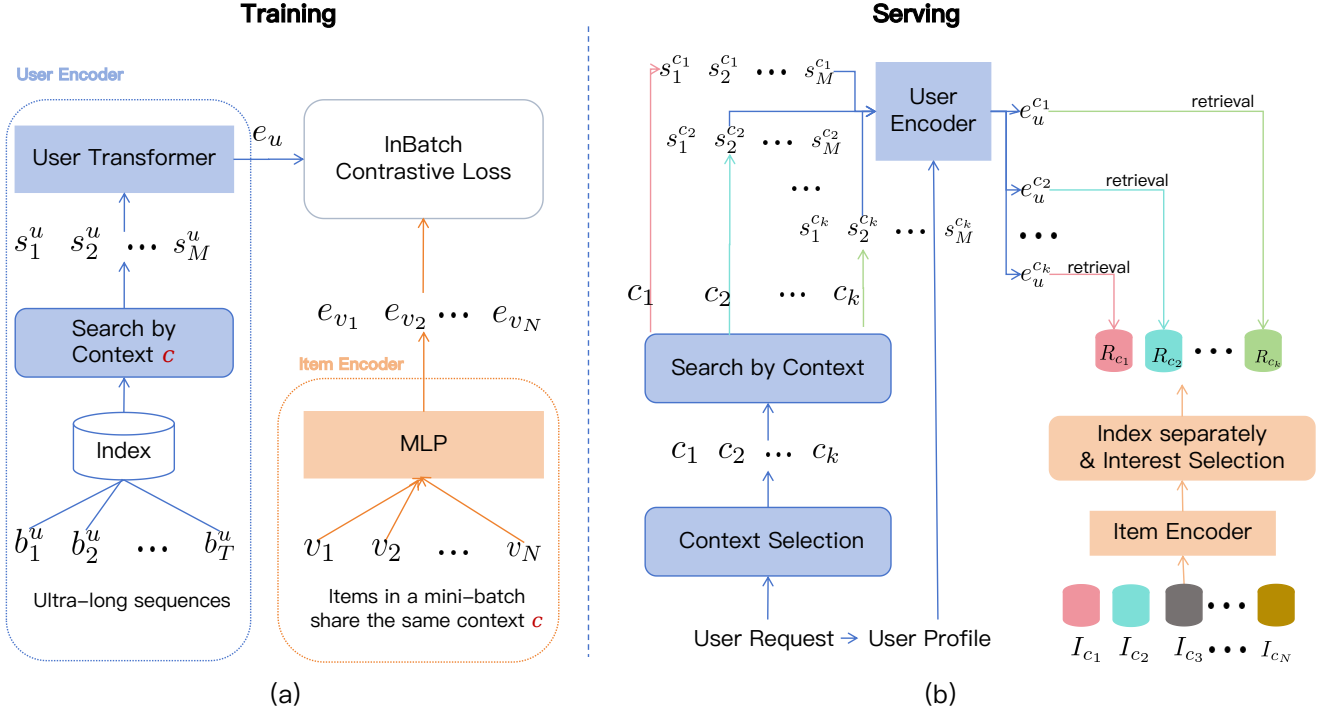 Training
User Encoder
User Transformer
e_u
InBatch
Contrastive Loss
s_1^u s_2^u ... s_M^u
Search by
Context c
e_{v_1} e_{v_2} ... e_{v_N}
Item Encoder
Index
MLP
b_1^u b_2^u ... b_T^u
v_1 v_2 ... v_N
Ultra-long sequences
Items in a mini-batch
share the same context c
(a)
Serving
s_1^{c_1} s_2^{c_1} ... s_M^{c_1}
s_1^{c_2} s_2^{c_2} ... s_M^{c_2}
...
s_1^{c_k} s_2^{c_k} ... s_M^{c_k}
User
Encoder
e_u^{c_1} retrieval
e_u^{c_2} retrieval
...
e_u^{c_k} retrieval
c_1 c_2 ... c_k
Search by Context
c_1 c_2 ... c_k
Context Selection
User Request User Profile
R_{c_1} R_{c_2} ... R_{c_k}
Index separately
& Interest Selection
Item Encoder
...
I_{c_1} I_{c_2} I_{c_3} ... I_{c_N}
(b)